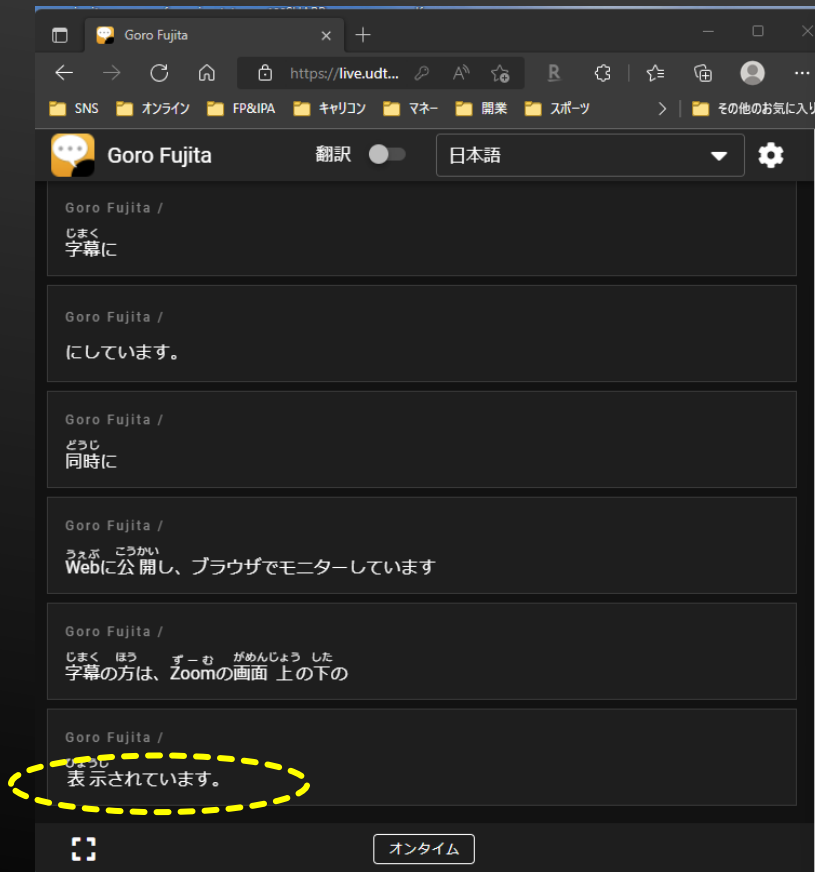 Goro Fujita
https://live.udt...
SNS オンライン FP&IPA キャリコン マネー 開業 スポーツ その他のお気に入り
Goro Fujita 翻訳 日本語
Goro Fujita /
じまく
字幕に
Goro Fujita /
にしています。
Goro Fujita /
どうじ
同時に
Goro Fujita /
うぇぶ こうかい
Webに公開し、ブラウザでモニターしています
Goro Fujita /
じまく ほう ずーむ がめんじょう した
字幕の方は、Zoomの画面上の下の
Goro Fujita /
表示されています。
オンタイム